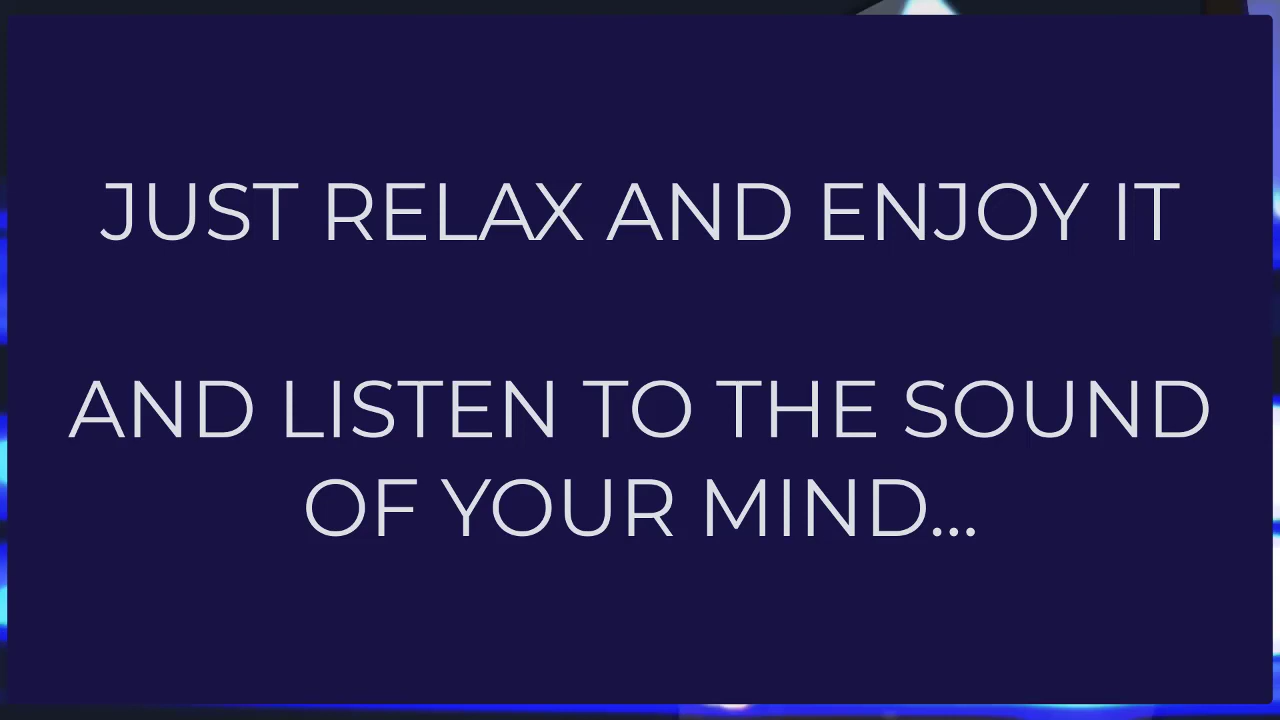 JUST RELAX AND ENJOY IT
AND LISTEN TO THE SOUND
OF YOUR MIND...